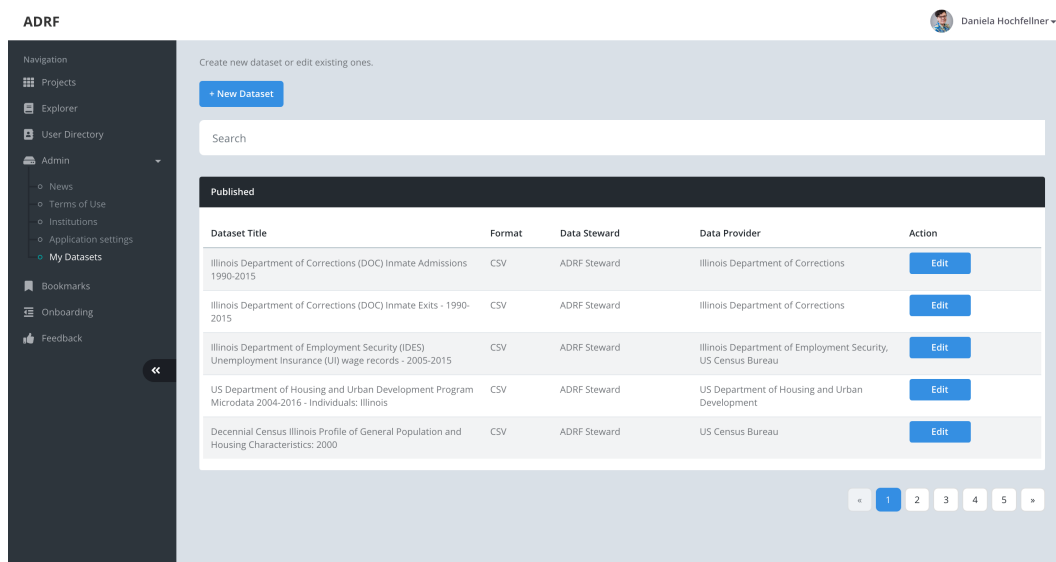 ADRF
Daniela Hochfellner
Navigation
Projects
Explorer
User Directory
Admin
News
Terms of Use
Institutions
Application settings
My Datasets
Bookmarks
Onboarding
Feedback
«
Create new dataset or edit existing ones.
+ New Dataset
Search
Published
Dataset Title Format Data Steward Data Provider Action
Illinois Department of Corrections (DOC) Inmate Admissions CSV ADRF Steward Illinois Department of Corrections Edit
1990-2015
Illinois Department of Corrections (DOC) Inmate Exits - 1990- CSV ADRF Steward Illinois Department of Corrections Edit
2015
Illinois Department of Employment Security (IDES) CSV ADRF Steward Illinois Department of Employment Security, Edit
Unemployment Insurance (UI) wage records - 2005-2015 US Census Bureau
US Department of Housing and Urban Development Program CSV ADRF Steward US Department of Housing and Urban Edit
Microdata 2004-2016 - Individuals: Illinois Development
Decennial Census Illinois Profile of General Population and CSV ADRF Steward US Census Bureau Edit
Housing Characteristics: 2000
« 1 2 3 4 5 »